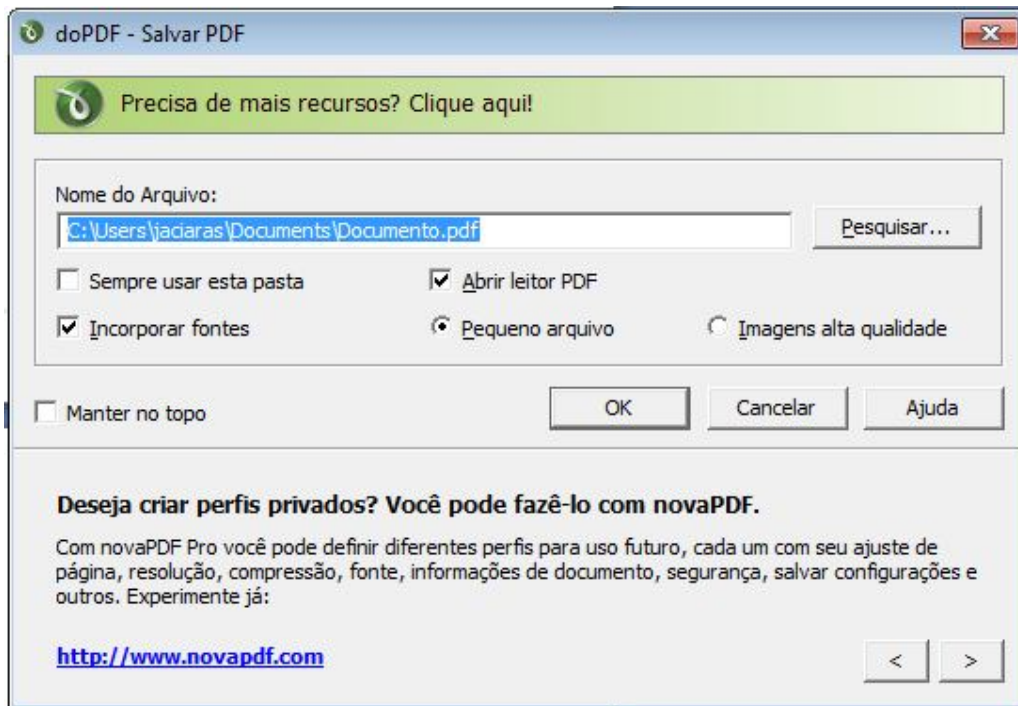 doPDF - Salvar PDF
Precisa de mais recursos? Clique aqui!
Nome do Arquivo:
C:\Users\jaciaras\Documents\Documento.pdf Pesquisar...
Sempre usar esta pasta Abrir leitor PDF
Incorporar fontes Pequeno arquivo Imagens alta qualidade
Manter no topo OK Cancelar Ajuda
Deseja criar perfis privados? Você pode fazê-lo com novaPDF.
Com novaPDF Pro você pode definir diferentes perfis para uso futuro, cada um com seu ajuste de
página, resolução, compressão, fonte, informações de documento, segurança, salvar configurações e
outros. Experimente já:
http://www.novapdf.com < >